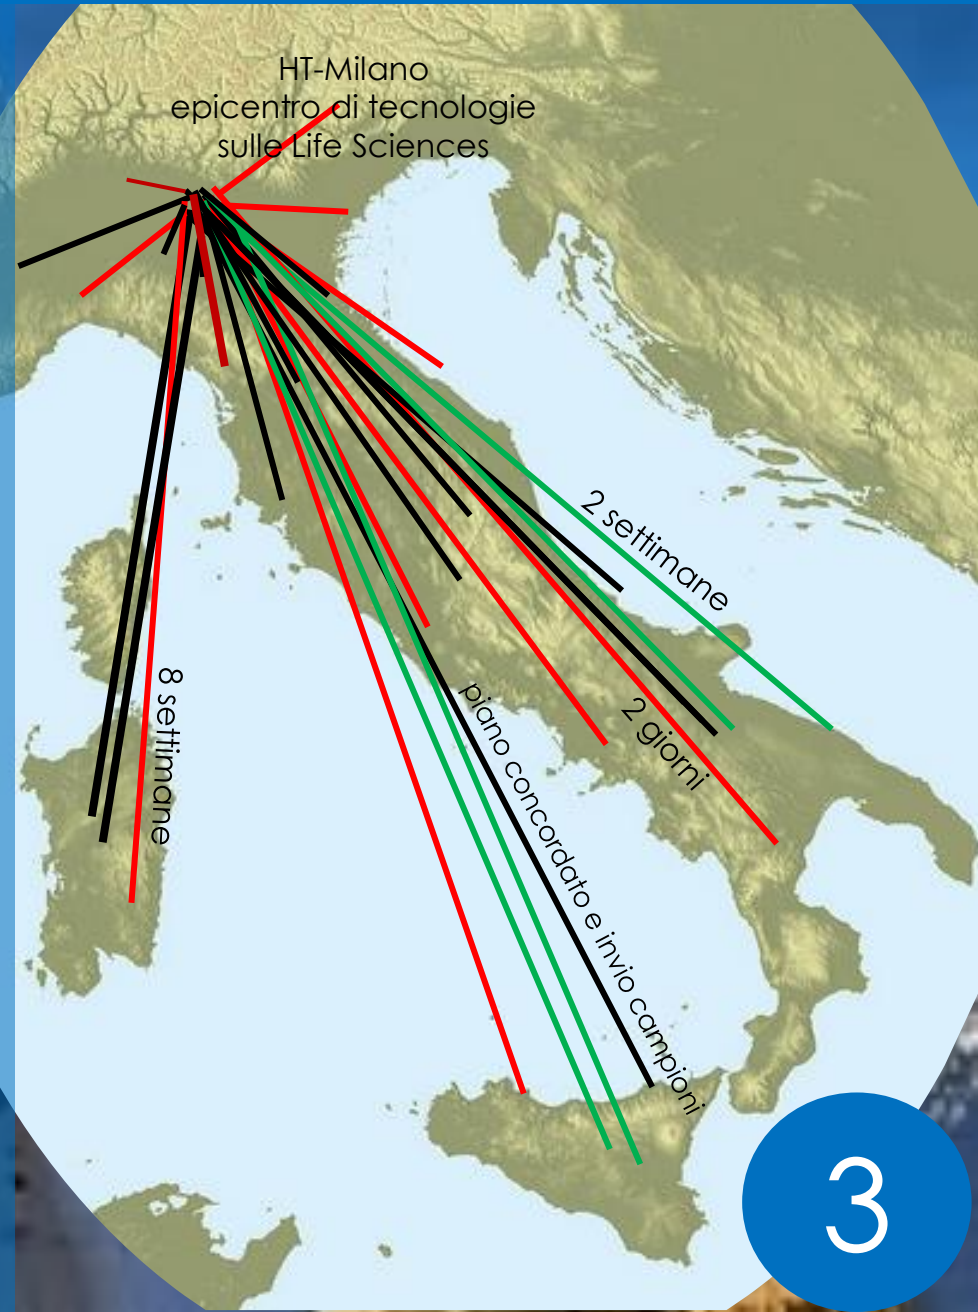 HT-Milano
epicentro di tecnologie
sulle Life Sciences
2 settimane
8 settimane
2 giorni
piano concordato e invio campioni
3